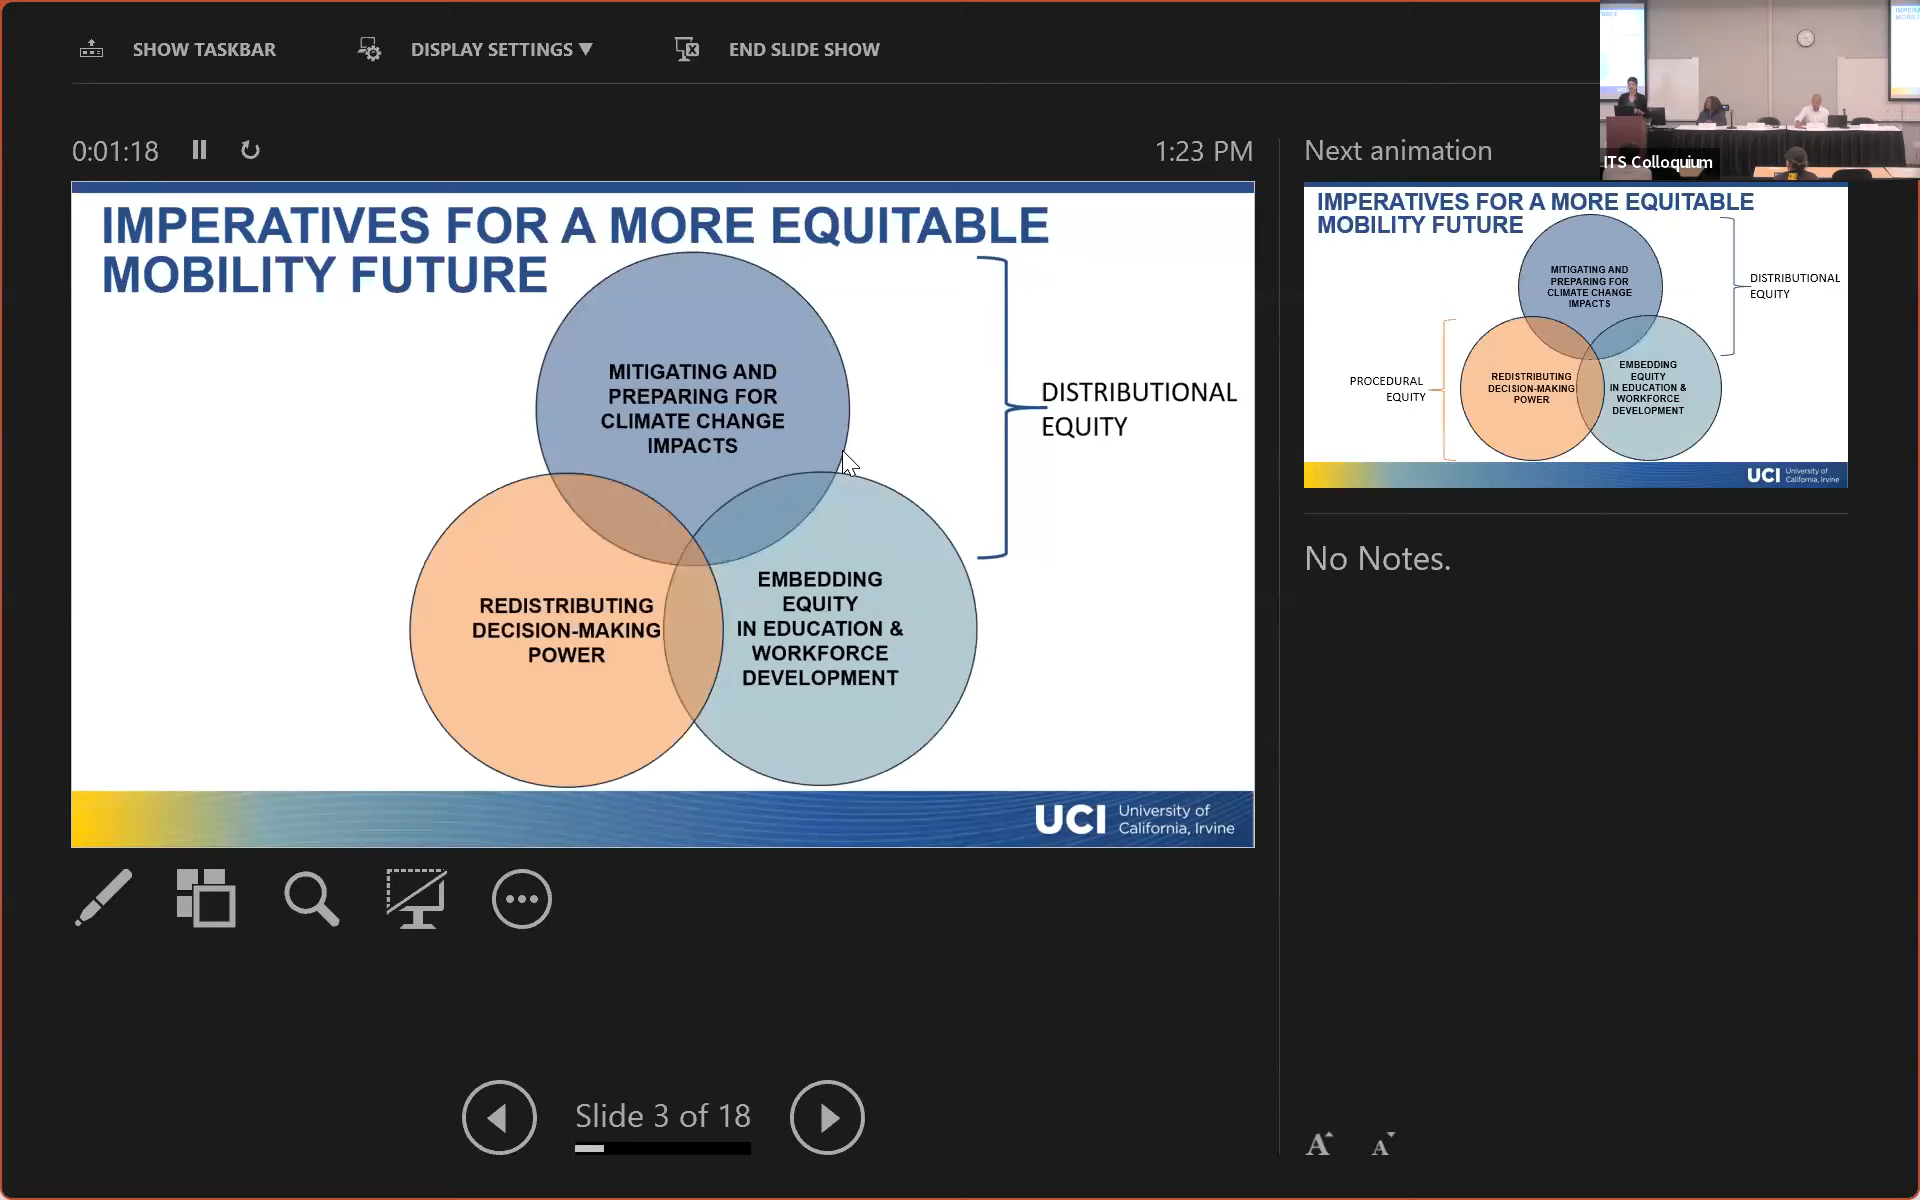 SHOW TASKBAR
DISPLAY SETTINGS ▼
END SLIDE SHOW
ITS Colloquium
0:01:18
1:23 PM
IMPERATIVES FOR A MORE EQUITABLE
MOBILITY FUTURE
MITIGATING AND
PREPARING FOR
CLIMATE CHANGE
IMPACTS
DISTRIBUTIONAL
EQUITY
REDISTRIBUTING
DECISION-MAKING
POWER
EMBEDDING
EQUITY
IN EDUCATION &
WORKFORCE
DEVELOPMENT
UCI University of
California, Irvine
Next animation
IMPERATIVES FOR A MORE EQUITABLE
MOBILITY FUTURE
MITIGATING AND
PREPARING FOR
CLIMATE CHANGE
IMPACTS
DISTRIBUTIONAL
EQUITY
PROCEDURAL
EQUITY
REDISTRIBUTING
DECISION-MAKING
POWER
EMBEDDING
EQUITY
IN EDUCATION &
WORKFORCE
DEVELOPMENT
UCI University of
California, Irvine
No Notes.
Slide 3 of 18
A A